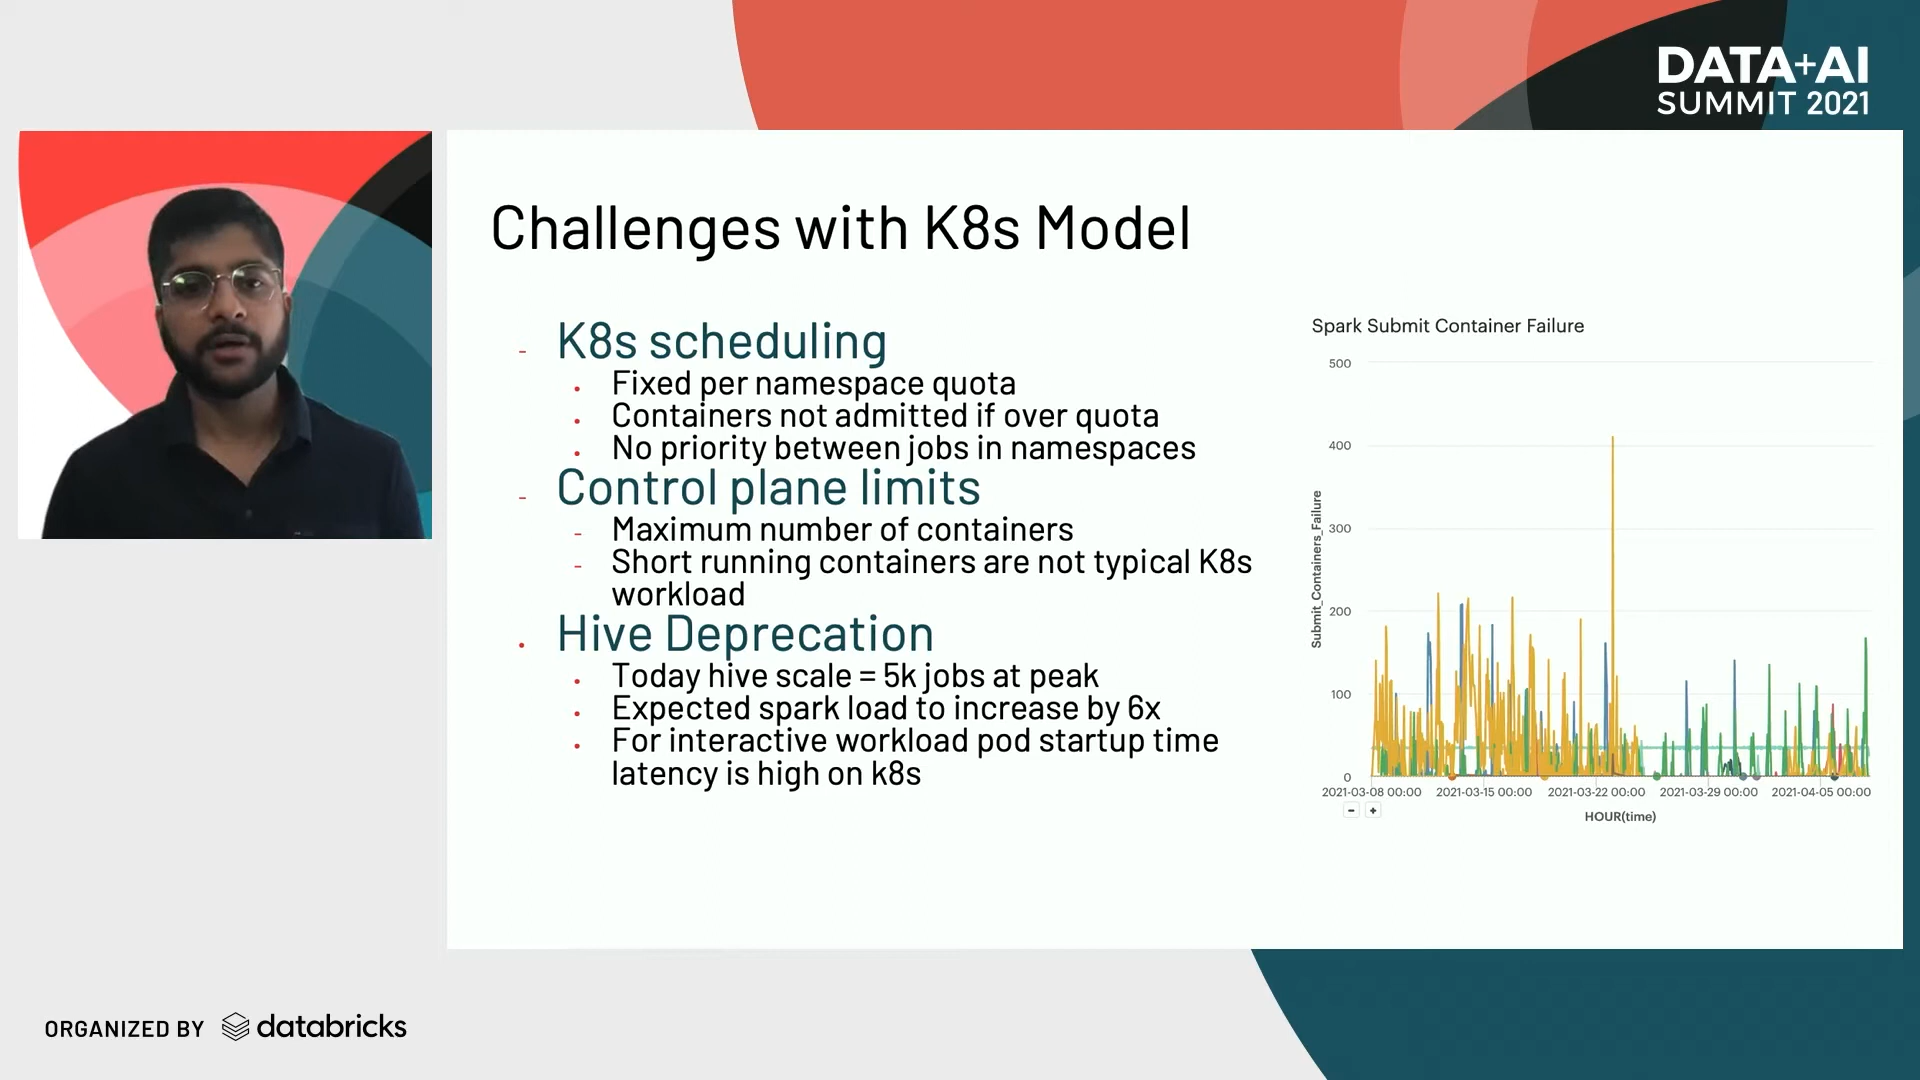 DATA+AI
SUMMIT 2021
Challenges with K8s Model
- K8s scheduling
• Fixed per namespace quota
• Containers not admitted if over quota
• No priority between jobs in namespaces
- Control plane limits
- Maximum number of containers
- Short running containers are not typical K8s
workload
• Hive Deprecation
• Today hive scale = 5k jobs at peak
• Expected spark load to increase by 6x
• For interactive workload pod startup time
latency is high on k8s
Spark Submit Container Failure
Submit_Containers_Failure
500
400
300
200
100
0
2021-03-08 00:00 2021-03-15 00:00 2021-03-22 00:00 2021-03-29 00:00 2021-04-05 00:00
- +
HOUR(time)
ORGANIZED BY databricks